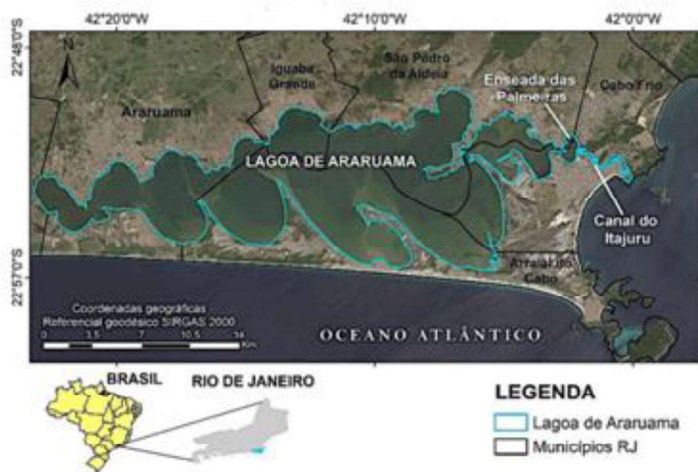 42°20'0"W
42°10'0"W
42°0'0"W
22°48'0"S
22°57'0"S
N
Araruama
Iguaba
Grande
São Pedro
da Aldeia
Enseada das
Palmeiras
Cabo Frio
LAGOA DE ARARUAMA
Canal do
Itajuru
Arraial do
Cabo
Coordenadas geográficas
Referencial geodésico SIRGAS 2000
0 3.5 7 10.5 14
Km
OCEANO ATLÂNTICO
BRASIL
RIO DE JANEIRO
LEGENDA
Lagoa de Araruama
Municípios RJ